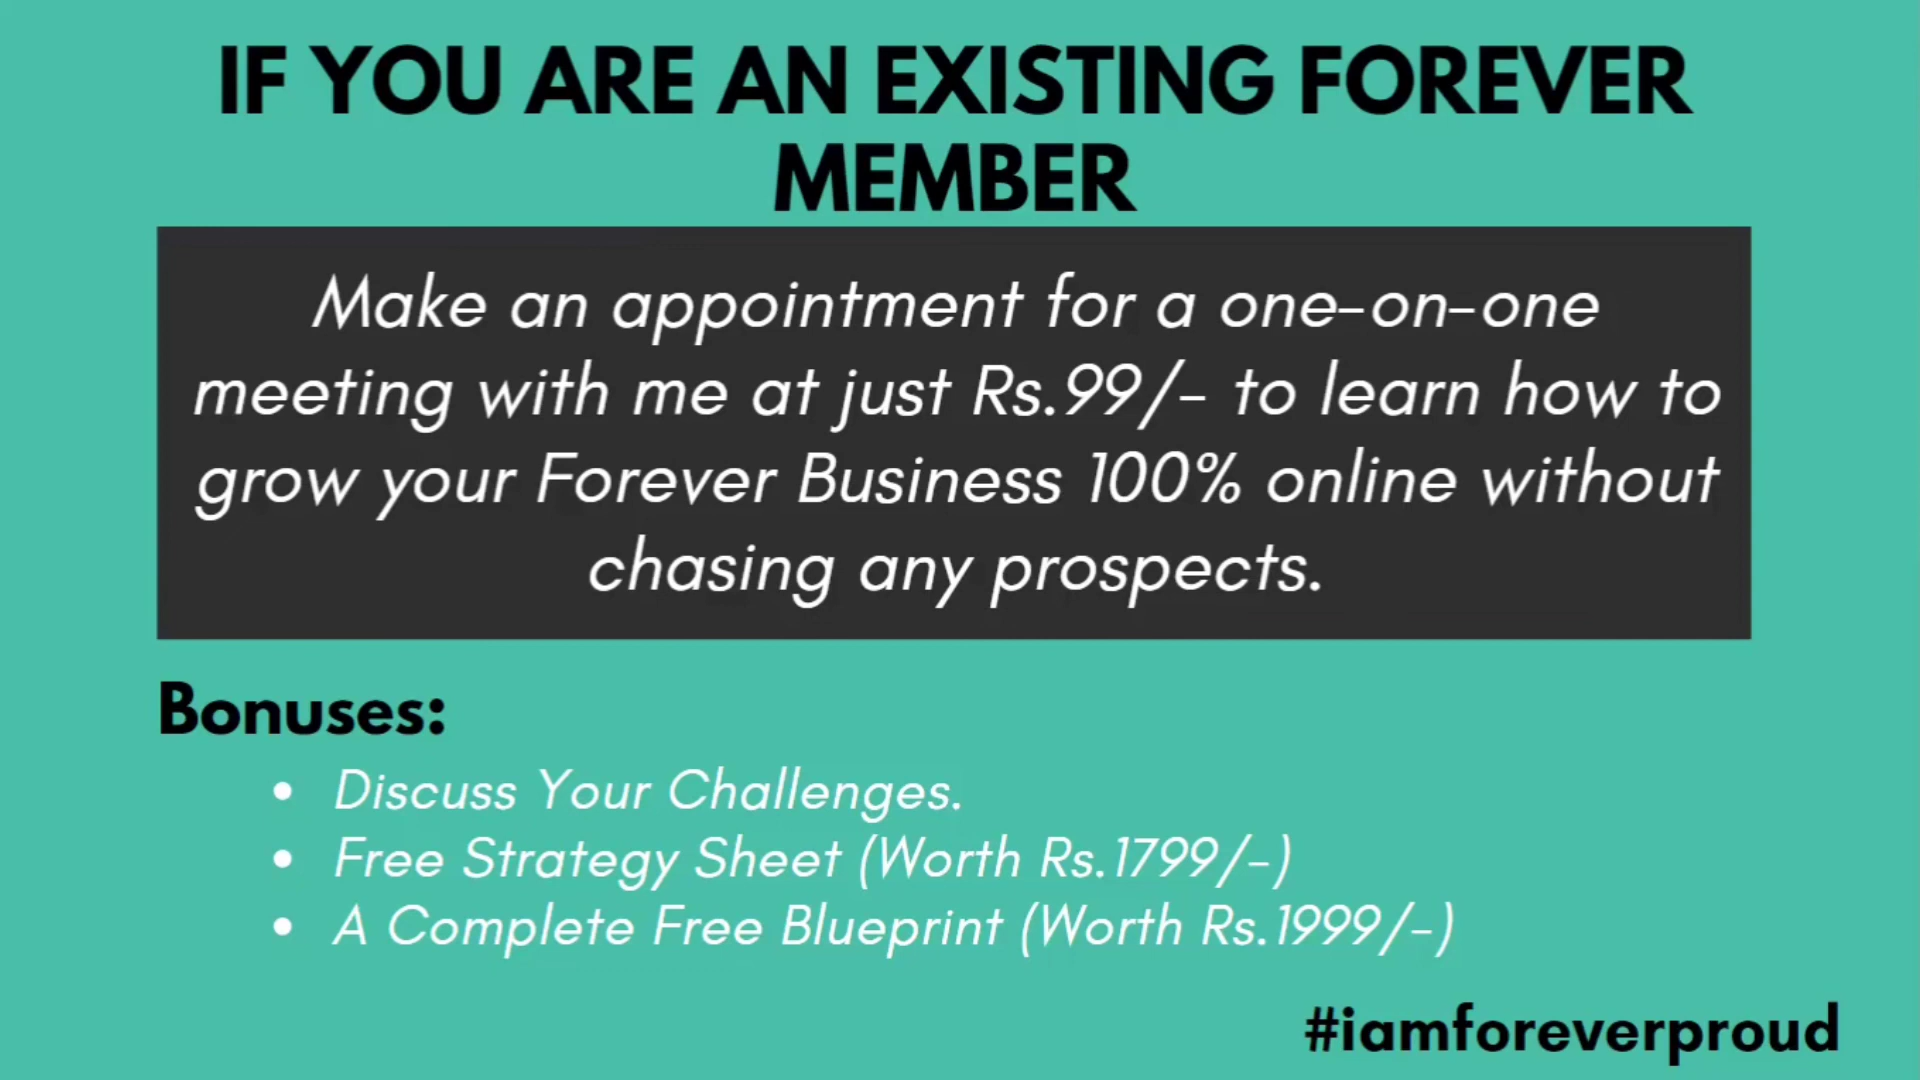 IF YOU ARE AN EXISTING FOREVER
MEMBER
Make an appointment for a one-on-one
meeting with me at just Rs.99/- to learn how to
grow your Forever Business 100% online without
chasing any prospects.
Bonuses:
• Discuss Your Challenges.
• Free Strategy Sheet (Worth Rs.1799/-)
• A Complete Free Blueprint (Worth Rs.1999/-)
#iamforeverproud